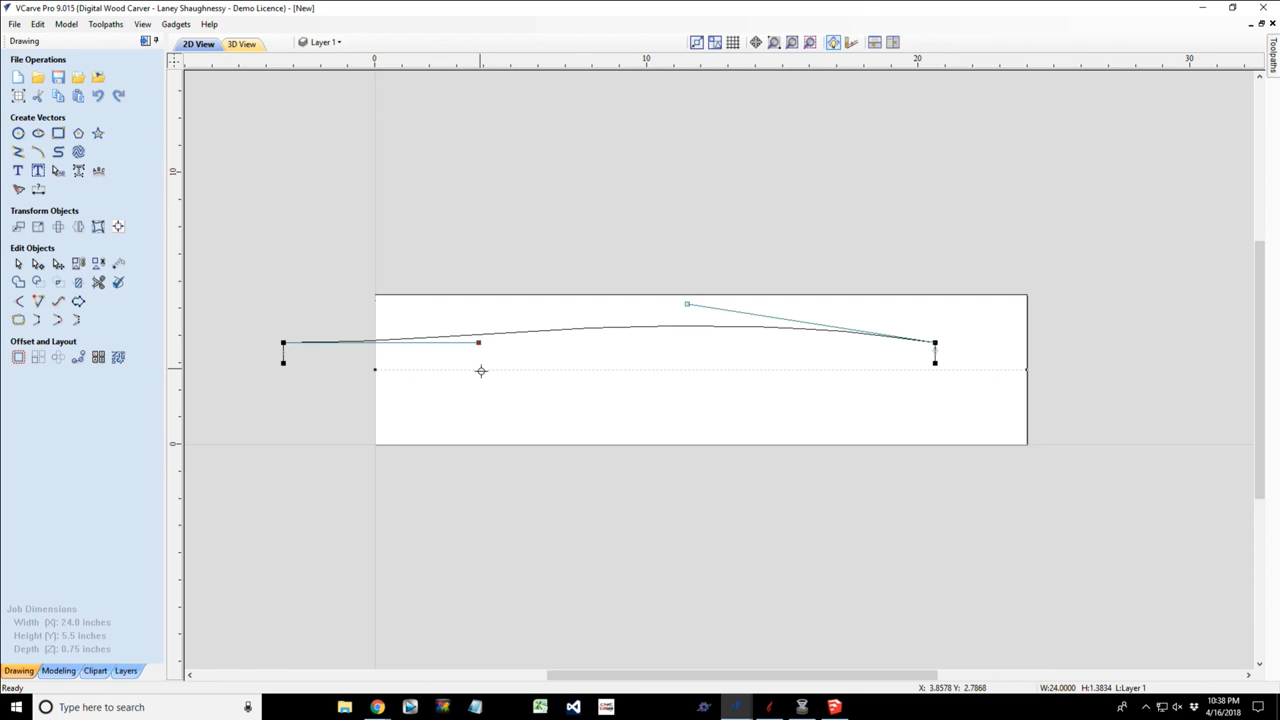 VCarve Pro 9.015 {Digital Wood Carver - Laney Shaughnessy - Demo Licence} - [New]
File Edit Model Toolpaths View Gadgets Help
Drawing
2D View 3D View Layer 1
Toolpaths
File Operations
0 10 20 30
Create Vectors
10
Transform Objects
Edit Objects
Offset and Layout
0
Job Dimensions
Width (X): 24.0 inches
Height (Y): 5.5 inches
Depth (Z): 0.75 inches
Drawing Modeling Clipart Layers
Ready
X: 3.8578 Y: 2.7868
W:24.0000 H:1.3834 L:Layer 1
Type here to search
10:38 PM
4/16/2018